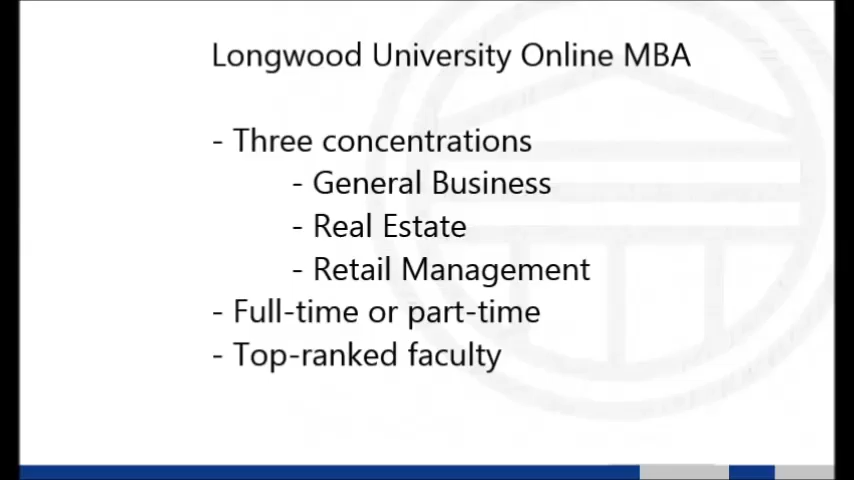 Longwood University Online MBA
- Three concentrations
- General Business
- Real Estate
- Retail Management
- Full-time or part-time
- Top-ranked faculty